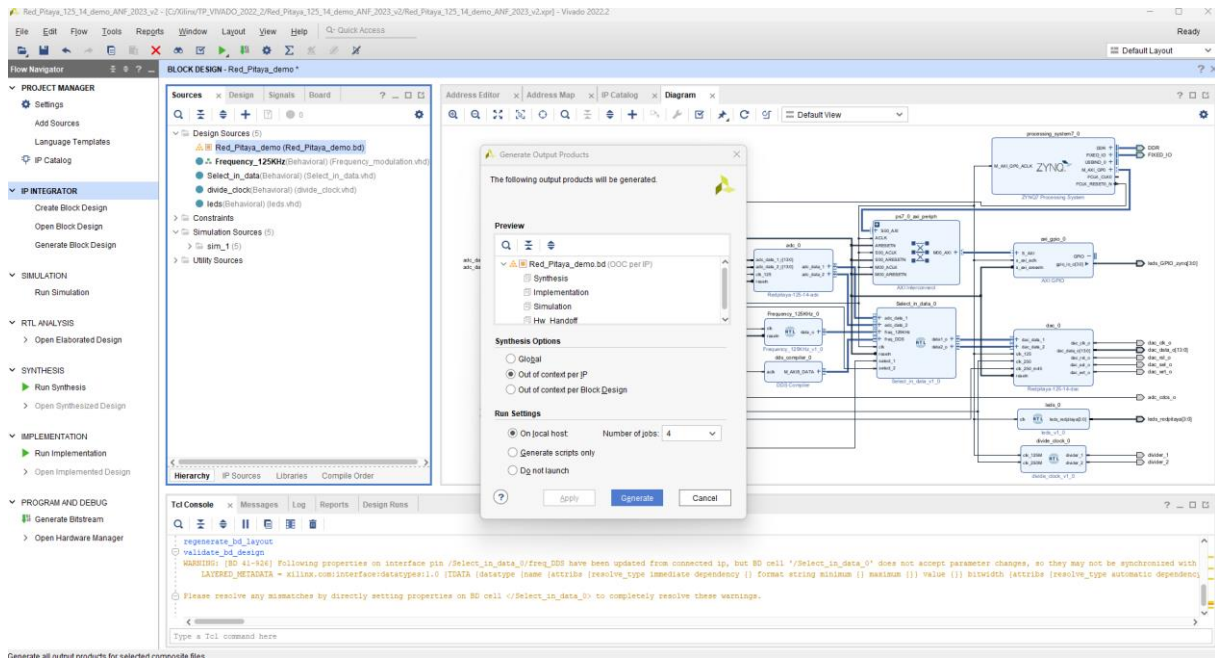 Red_Pitaya_125_14_demo_ANF_2023_v2 - [C:/Xilinx/TP_VIVADO_2022_2/Red_Pitaya_125_14_demo_ANF_2023_v2/Red_Pitaya_125_14_demo_ANF_2023_v2.xpr] - Vivado 2022.2
File Edit Flow Tools Reports Window Layout View Help Quick Access Ready
Default Layout
Flow Navigator
BLOCK DESIGN - Red_Pitaya_demo *
PROJECT MANAGER
Settings
Add Sources
Language Templates
IP Catalog
IP INTEGRATOR
Create Block Design
Open Block Design
Generate Block Design
SIMULATION
Run Simulation
RTL ANALYSIS
Open Elaborated Design
SYNTHESIS
Run Synthesis
Open Synthesized Design
IMPLEMENTATION
Run Implementation
Open Implemented Design
PROGRAM AND DEBUG
Generate Bitstream
Open Hardware Manager
Sources Design Signals Board
Design Sources (5)
Red_Pitaya_demo (Red_Pitaya_demo.bd)
Frequency_125KHz(Behavioral) (Frequency_modulation.vhd)
Select_in_data(Behavioral) (Select_in_data.vhd)
divide_clock(Behavioral) (divide_clock.vhd)
leds(Behavioral) (leds.vhd)
Constraints
Simulation Sources (5)
sim_1 (5)
Utility Sources
Hierarchy IP Sources Libraries Compile Order
Address Editor Address Map IP Catalog Diagram
Default View
Generate Output Products
The following output products will be generated.
Preview
Red_Pitaya_demo.bd (OOC per IP)
Synthesis
Implementation
Simulation
Hw_Handoff
Synthesis Options
Global
Out of context per IP
Out of context per Block Design
Run Settings
On local host: Number of jobs: 4
Generate scripts only
Do not launch
Apply Generate Cancel
processing_system7_0
ZYNQ
ZYNQ7 Processing System
DDR
FIXED_IO
ps7_0_axi_periph
AXI Interconnect
axi_gpio_0
AXI GPIO
leds_GPIO_zynq[3:0]
adc_0
Redpitaya-125-14-adc
Frequency_125KHz_0
Frequency_125KHz_v1_0
dds_compiler_0
DDS Compiler
Select_in_data_0
Select_in_data_v1_0
dac_0
Redpitaya-125-14-dac
dac_clk_o
dac_data_o[13:0]
dac_rst_o
dac_sel_o
dac_wrt_o
adc_cdcs_o
leds_0
leds_v1_0
leds_redpitaya[3:0]
divide_clock_0
divide_clock_v1_0
divider_1
divider_2
Tcl Console Messages Log Reports Design Runs
regenerate_bd_layout
validate_bd_design
WARNING: [BD 41-926] Following properties on interface pin /Select_in_data_0/freq_DDS have been updated from connected ip, but BD cell '/Select_in_data_0' does not accept parameter changes, so they may not be synchronized with
LAYERED_METADATA = xilinx.com:interface:datatypes:1.0 {TDATA {datatype {name {attribs {resolve_type immediate dependency {} format string minimum {} maximum {}} value {}} bitwidth {attribs {resolve_type automatic dependency
Please resolve any mismatches by directly setting properties on BD cell </Select_in_data_0> to completely resolve these warnings.
Type a Tcl command here
Generate all output products for selected composite files